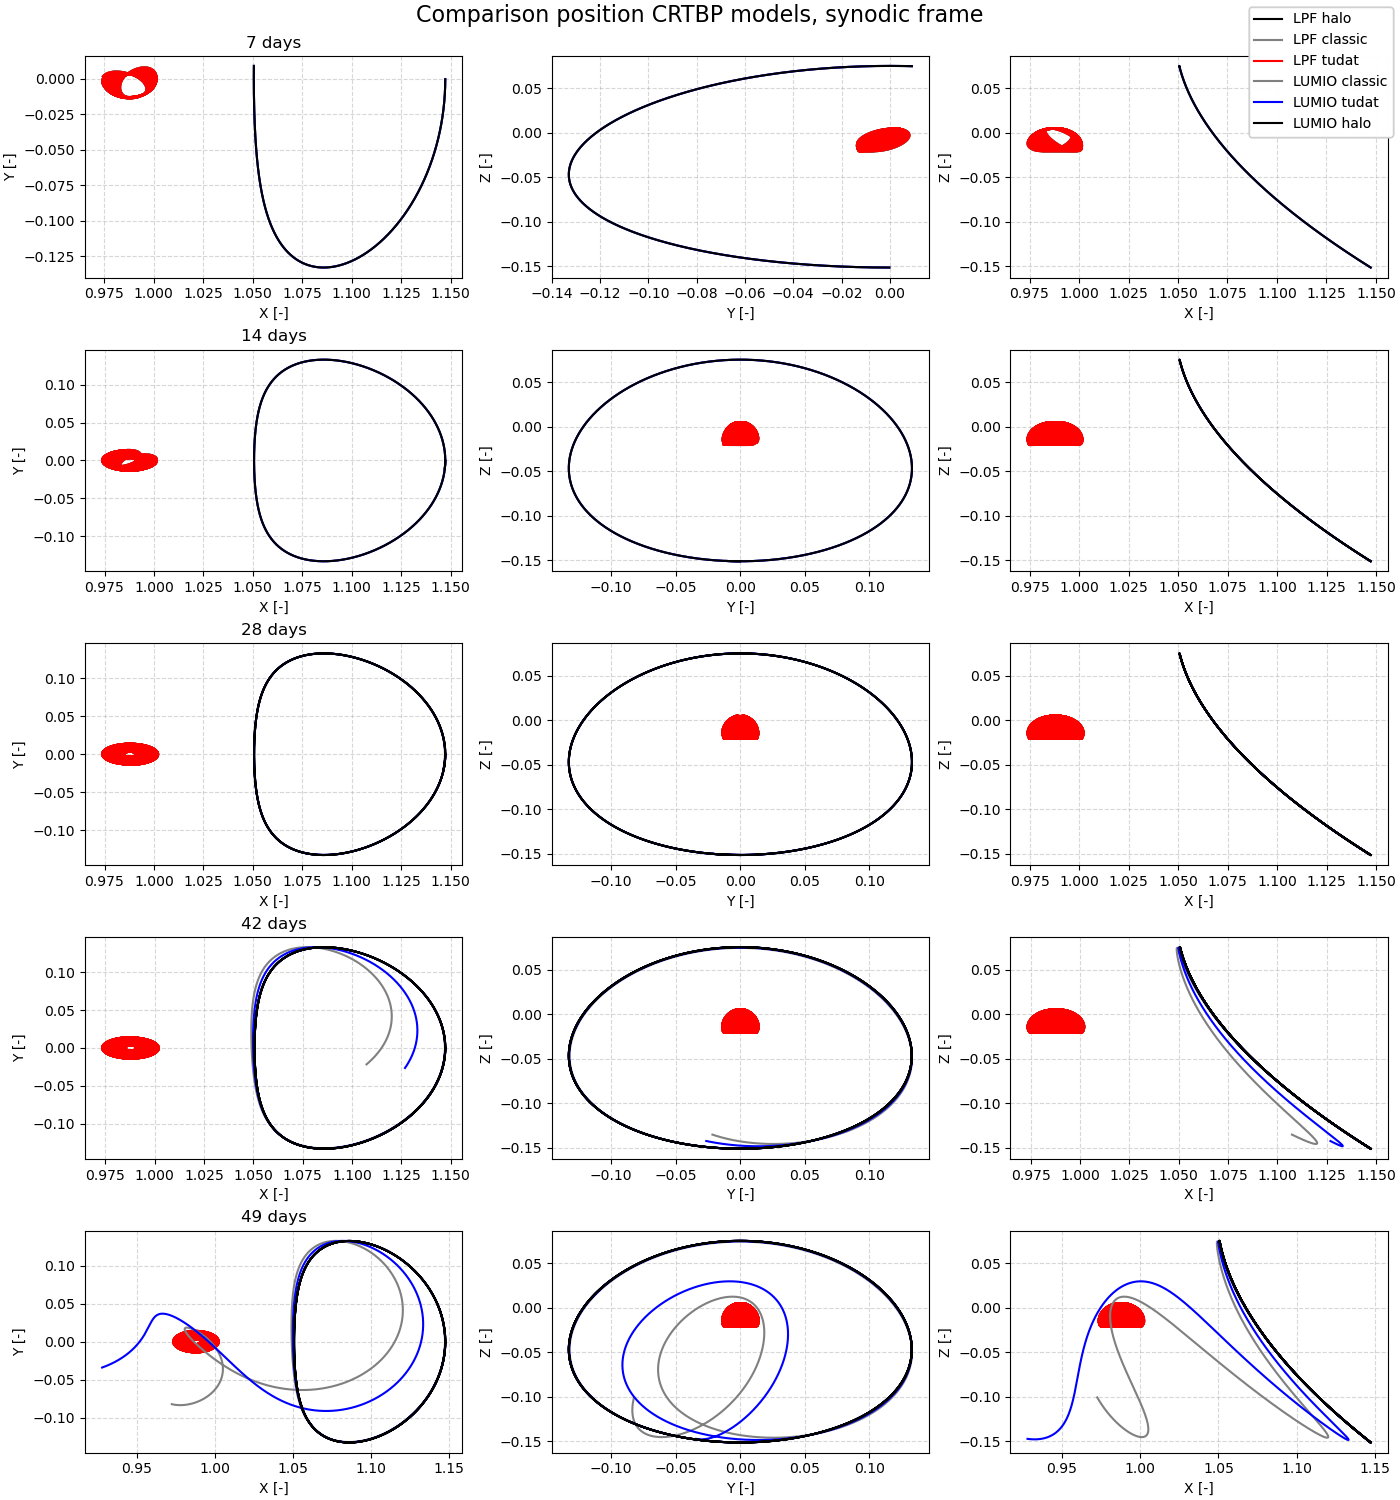 Comparison position CRTBP models, synodic frame
LPF halo
LPF classic
LPF tudat
LUMIO classic
LUMIO tudat
LUMIO halo
7 days
0.000
−0.025
−0.050
−0.075
−0.100
−0.125
Y [-]
0.975 1.000 1.025 1.050 1.075 1.100 1.125 1.150
X [-]
0.05
0.00
−0.05
−0.10
−0.15
Z [-]
−0.14 −0.12 −0.10 −0.08 −0.06 −0.04 −0.02 0.00
Y [-]
0.05
0.00
−0.05
−0.10
−0.15
Z [-]
0.975 1.000 1.025 1.050 1.075 1.100 1.125 1.150
X [-]
14 days
0.10
0.05
0.00
−0.05
−0.10
Y [-]
0.975 1.000 1.025 1.050 1.075 1.100 1.125 1.150
X [-]
0.05
0.00
−0.05
−0.10
−0.15
Z [-]
−0.10 −0.05 0.00 0.05 0.10
Y [-]
0.05
0.00
−0.05
−0.10
−0.15
Z [-]
0.975 1.000 1.025 1.050 1.075 1.100 1.125 1.150
X [-]
28 days
0.10
0.05
0.00
−0.05
−0.10
Y [-]
0.975 1.000 1.025 1.050 1.075 1.100 1.125 1.150
X [-]
0.05
0.00
−0.05
−0.10
−0.15
Z [-]
−0.10 −0.05 0.00 0.05 0.10
Y [-]
0.05
0.00
−0.05
−0.10
−0.15
Z [-]
0.975 1.000 1.025 1.050 1.075 1.100 1.125 1.150
X [-]
42 days
0.10
0.05
0.00
−0.05
−0.10
Y [-]
0.975 1.000 1.025 1.050 1.075 1.100 1.125 1.150
X [-]
0.05
0.00
−0.05
−0.10
−0.15
Z [-]
−0.10 −0.05 0.00 0.05 0.10
Y [-]
0.05
0.00
−0.05
−0.10
−0.15
Z [-]
0.975 1.000 1.025 1.050 1.075 1.100 1.125 1.150
X [-]
49 days
0.10
0.05
0.00
−0.05
−0.10
Y [-]
0.95 1.00 1.05 1.10 1.15
X [-]
0.05
0.00
−0.05
−0.10
−0.15
Z [-]
−0.10 −0.05 0.00 0.05 0.10
Y [-]
0.05
0.00
−0.05
−0.10
−0.15
Z [-]
0.95 1.00 1.05 1.10 1.15
X [-]